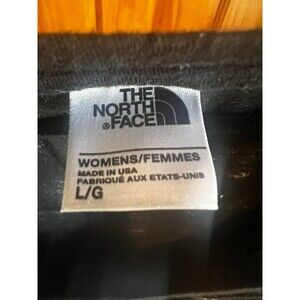 THE
NORTH
®FACE
WOMENS/FEMMES
MADE IN USA
FABRIQUÉ AUX ETATS-UNIS
L/G